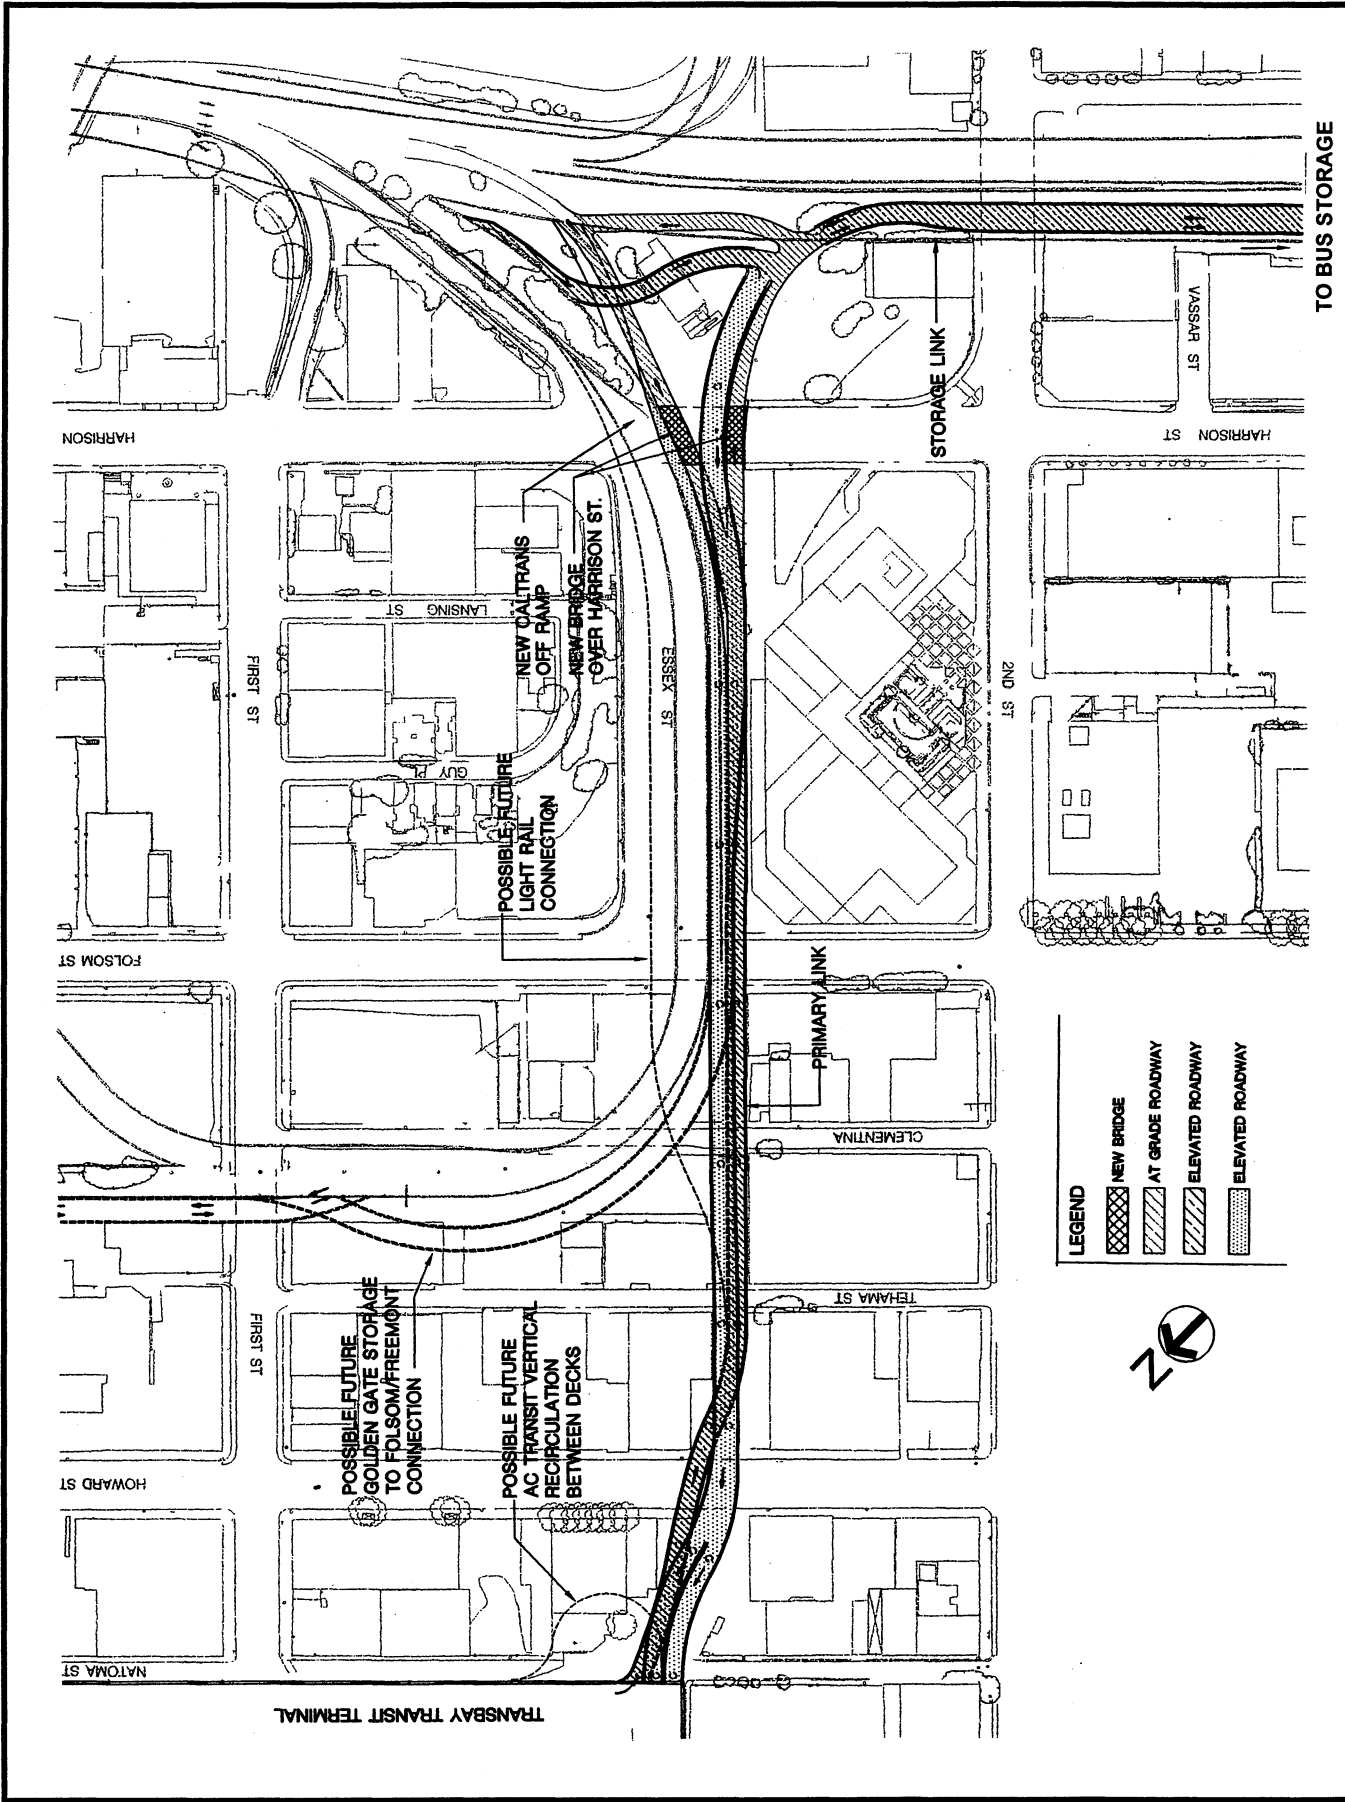 TO BUS STORAGE
HARRISON
HARRISON ST
VASSAR ST
STORAGE LINK
NEW CALTRANS
OFF RAMP
NEW BRIDGE
OVER HARRISON ST.
LANSING ST
FIRST ST
ESSEX ST
2ND ST
GUY PL
POSSIBLE FUTURE
LIGHT RAIL
CONNECTION
FOLSOM ST
PRIMARY LINK
CLEMENTINA
TEHAMA ST
FIRST ST
POSSIBLE FUTURE
GOLDEN GATE STORAGE
TO FOLSOM/FREEMONT
CONNECTION
POSSIBLE FUTURE
AC TRANSIT VERTICAL
RECIRCULATION
BETWEEN DECKS
HOWARD ST
NATOMA ST
TRANSBAY TRANSIT TERMINAL
LEGEND
NEW BRIDGE
AT GRADE ROADWAY
ELEVATED ROADWAY
ELEVATED ROADWAY
N